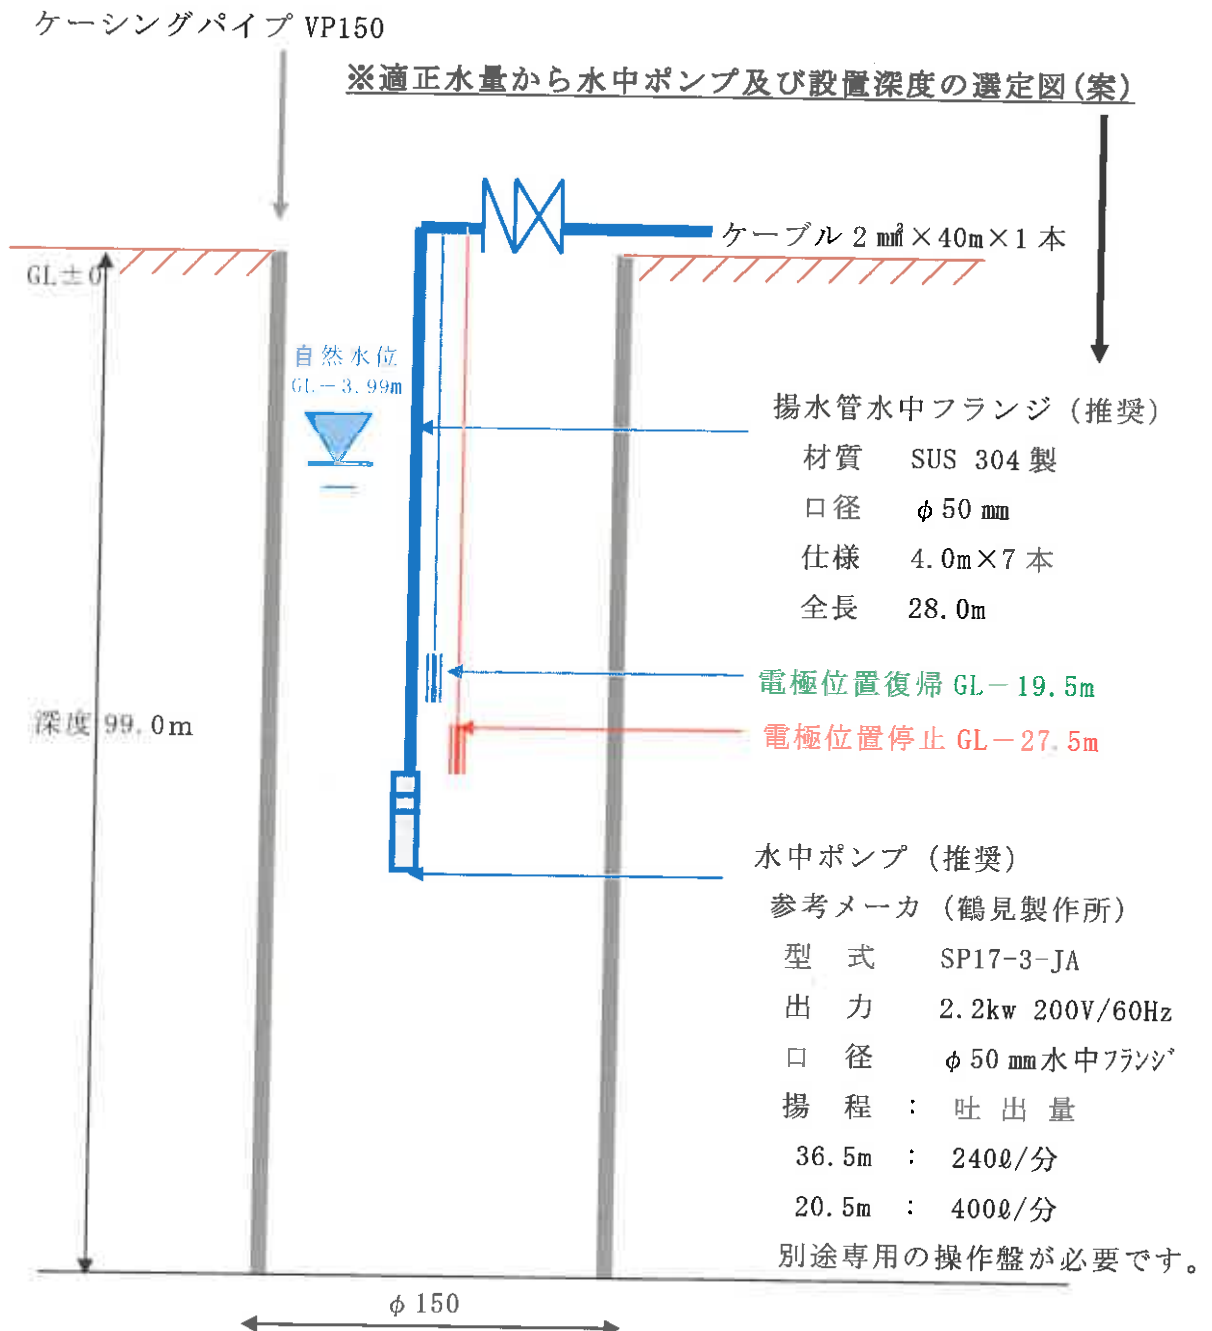 ケーシングパイプ VP150
※適正水量から水中ポンプ及び設置深度の選定図(案)
ケーブル 2 ㎟×40m×1 本
GL±0
自然水位
GL－3.99m
揚水管水中フランジ (推奨)
材質 SUS 304 製
口径 φ50 ㎜
仕様 4.0m×7 本
全長 28.0m
電極位置復帰 GL－19.5m
電極位置停止 GL－27.5m
深度 99.0m
水中ポンプ (推奨)
参考メーカ (鶴見製作所)
型 式 SP17-3-JA
出 力 2.2kw 200V/60Hz
口 径 φ50 ㎜水中ﾌﾗﾝｼﾞ
揚 程 : 吐 出 量
36.5m : 240ℓ/分
20.5m : 400ℓ/分
別途専用の操作盤が必要です。
φ150